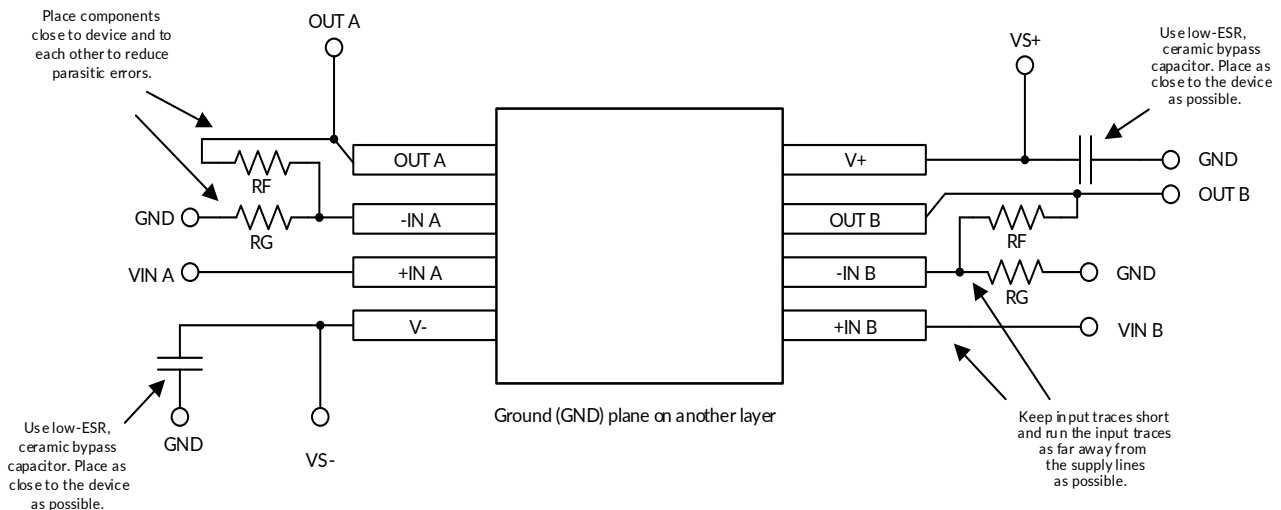 Place components
close to device and to
each other to reduce
parasitic errors.
OUT A
VS+
Use low-ESR,
ceramic bypass
capacitor. Place as
close to the device
as possible.
OUT A
RF
GND
RG
-IN A
VIN A
+IN A
V-
V+
GND
OUT B
OUT B
RF
-IN B
GND
RG
+IN B
VIN B
Use low-ESR,
ceramic bypass
capacitor. Place as
close to the device
as possible.
GND
VS-
Ground (GND) plane on another layer
Keep input traces short
and run the input traces
as far away from
the supply lines
as possible.